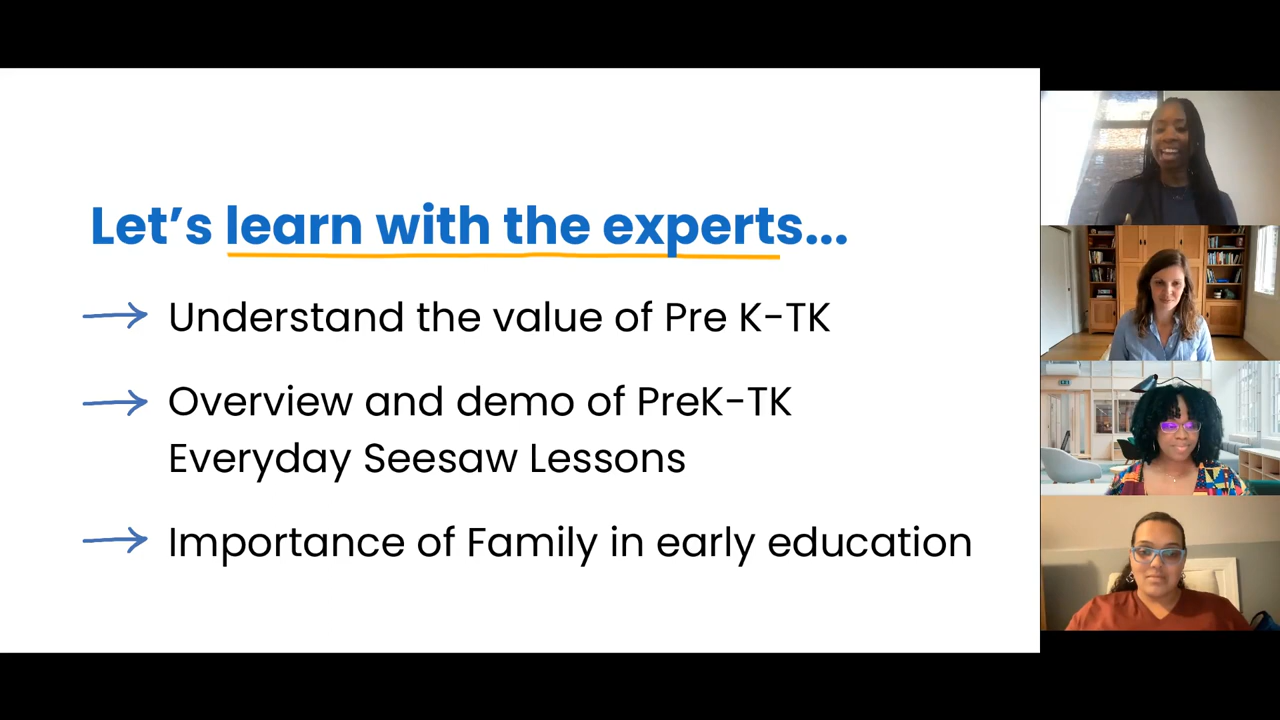 Let’s learn with the experts...
Understand the value of Pre K-TK
Overview and demo of PreK-TK
Everyday Seesaw Lessons
Importance of Family in early education